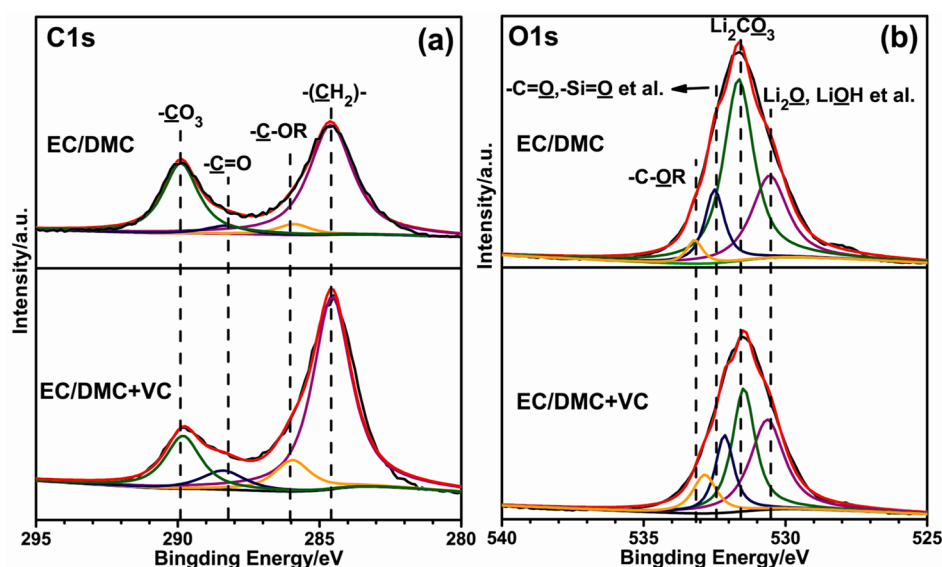 C1s
(a)
-(CH₂)-
-CO₃
-C-OR
-C=O
EC/DMC
EC/DMC+VC
Intensity/a.u.
295 290 285 280
Bingding Energy/eV
O1s
(b)
Li₂CO₃
-C=O,-Si=O et al.
Li₂O, LiOH et al.
EC/DMC
-C-OR
EC/DMC+VC
Intensity/a.u.
Intensity/a.u.
540 535 530 525
Bingding Energy/eV